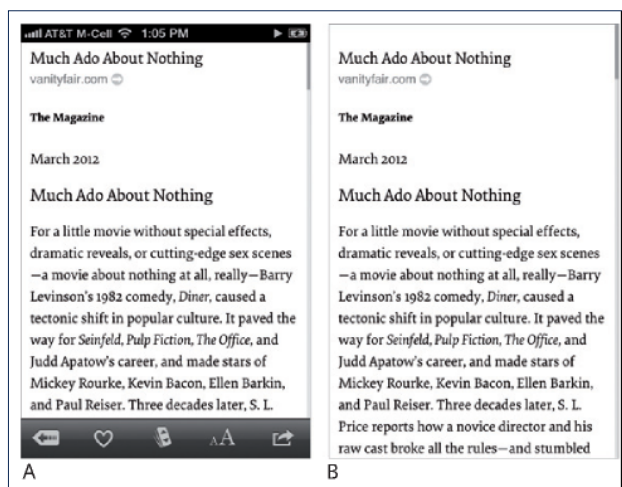 AT&T M-Cell 1:05 PM
Much Ado About Nothing
vanityfair.com
The Magazine
March 2012
Much Ado About Nothing
For a little movie without special effects,
dramatic reveals, or cutting-edge sex scenes
—a movie about nothing at all, really—Barry
Levinson's 1982 comedy, Diner, caused a
tectonic shift in popular culture. It paved the
way for Seinfeld, Pulp Fiction, The Office, and
Judd Apatow's career, and made stars of
Mickey Rourke, Kevin Bacon, Ellen Barkin,
and Paul Reiser. Three decades later, S. L.
AA
A
Much Ado About Nothing
vanityfair.com
The Magazine
March 2012
Much Ado About Nothing
For a little movie without special effects,
dramatic reveals, or cutting-edge sex scenes
—a movie about nothing at all, really—Barry
Levinson's 1982 comedy, Diner, caused a
tectonic shift in popular culture. It paved the
way for Seinfeld, Pulp Fiction, The Office, and
Judd Apatow's career, and made stars of
Mickey Rourke, Kevin Bacon, Ellen Barkin,
and Paul Reiser. Three decades later, S. L.
Price reports how a novice director and his
raw cast broke all the rules—and stumbled
B